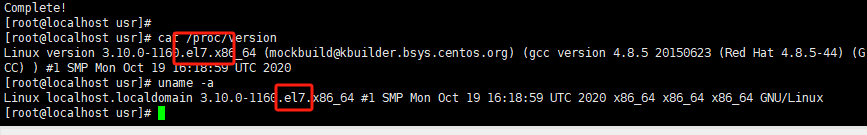 Complete!
[root@localhost usr]#
[root@localhost usr]# cat /proc/version
Linux version 3.10.0-1160.el7.x86_64 (mockbuild@kbuilder.bsys.centos.org) (gcc version 4.8.5 20150623 (Red Hat 4.8.5-44) (G
CC) ) #1 SMP Mon Oct 19 16:18:59 UTC 2020
[root@localhost usr]# uname -a
Linux localhost.localdomain 3.10.0-1160.el7.x86_64 #1 SMP Mon Oct 19 16:18:59 UTC 2020 x86_64 x86_64 x86_64 GNU/Linux
[root@localhost usr]#